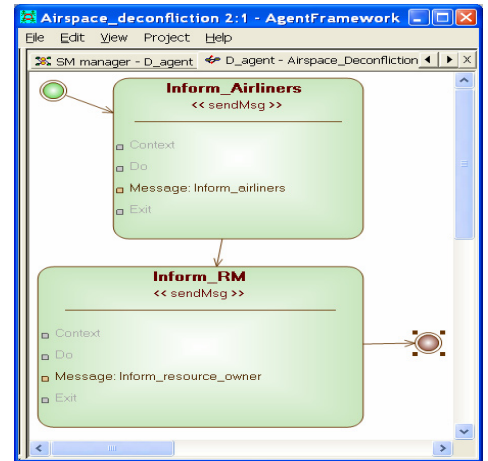 Airspace_deconfliction 2:1 - AgentFramework
File Edit View Project Help
SM manager - D_agent D_agent - Airspace_Deconfliction
Inform_Airliners
<< sendMsg >>
Context
Do
Message: Inform_airliners
Exit
Inform_RM
<< sendMsg >>
Context
Do
Message: Inform_resource_owner
Exit